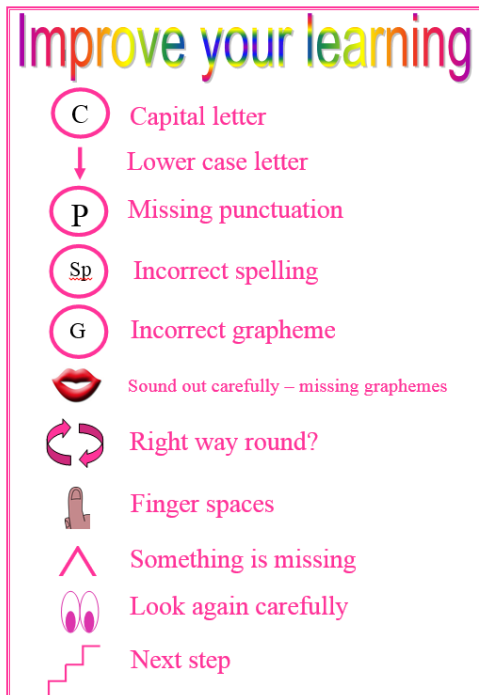 Improve your learning
C Capital letter
Lower case letter
P Missing punctuation
Sp Incorrect spelling
G Incorrect grapheme
Sound out carefully – missing graphemes
Right way round?
Finger spaces
Something is missing
Look again carefully
Next step